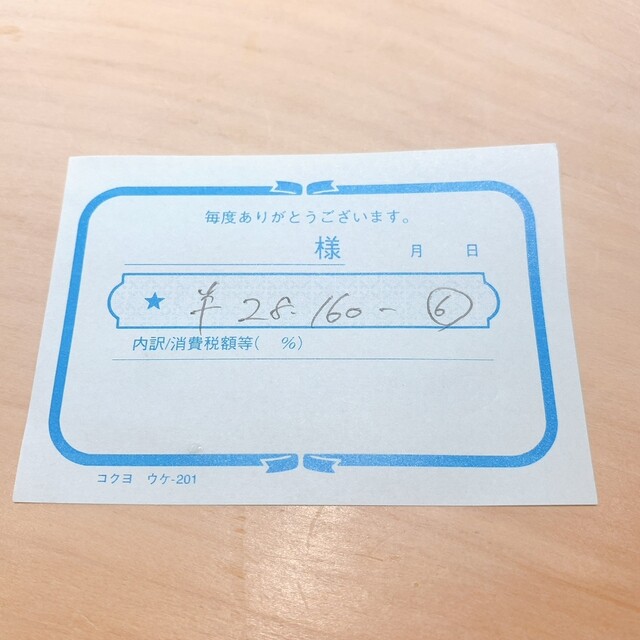 毎度ありがとうございます。
様 月 日
★ ¥ 28.160- ⑥
内訳/消費税額等( %)
コクヨ ウケ-201